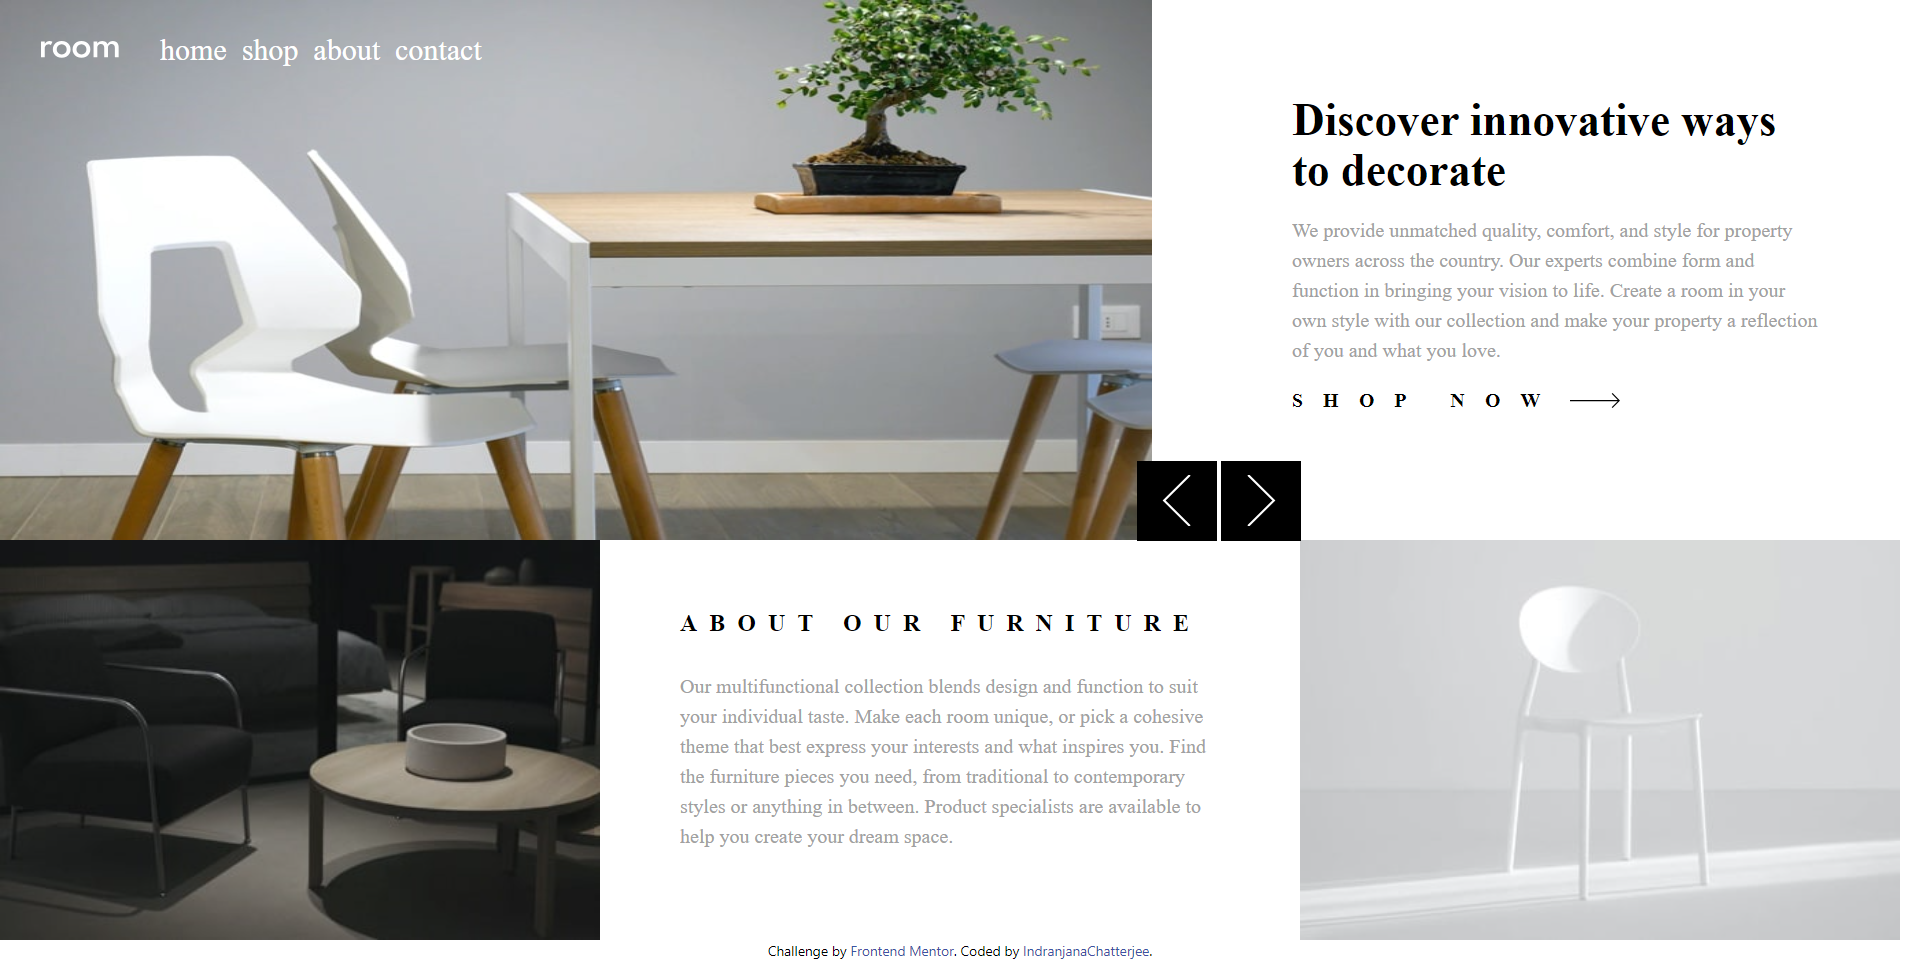 room home shop about contact
Discover innovative ways
to decorate
We provide unmatched quality, comfort, and style for property
owners across the country. Our experts combine form and
function in bringing your vision to life. Create a room in your
own style with our collection and make your property a reflection
of you and what you love.
SHOP NOW
ABOUT OUR FURNITURE
Our multifunctional collection blends design and function to suit
your individual taste. Make each room unique, or pick a cohesive
theme that best express your interests and what inspires you. Find
the furniture pieces you need, from traditional to contemporary
styles or anything in between. Product specialists are available to
help you create your dream space.
Challenge by Frontend Mentor. Coded by IndranjanaChatterjee.